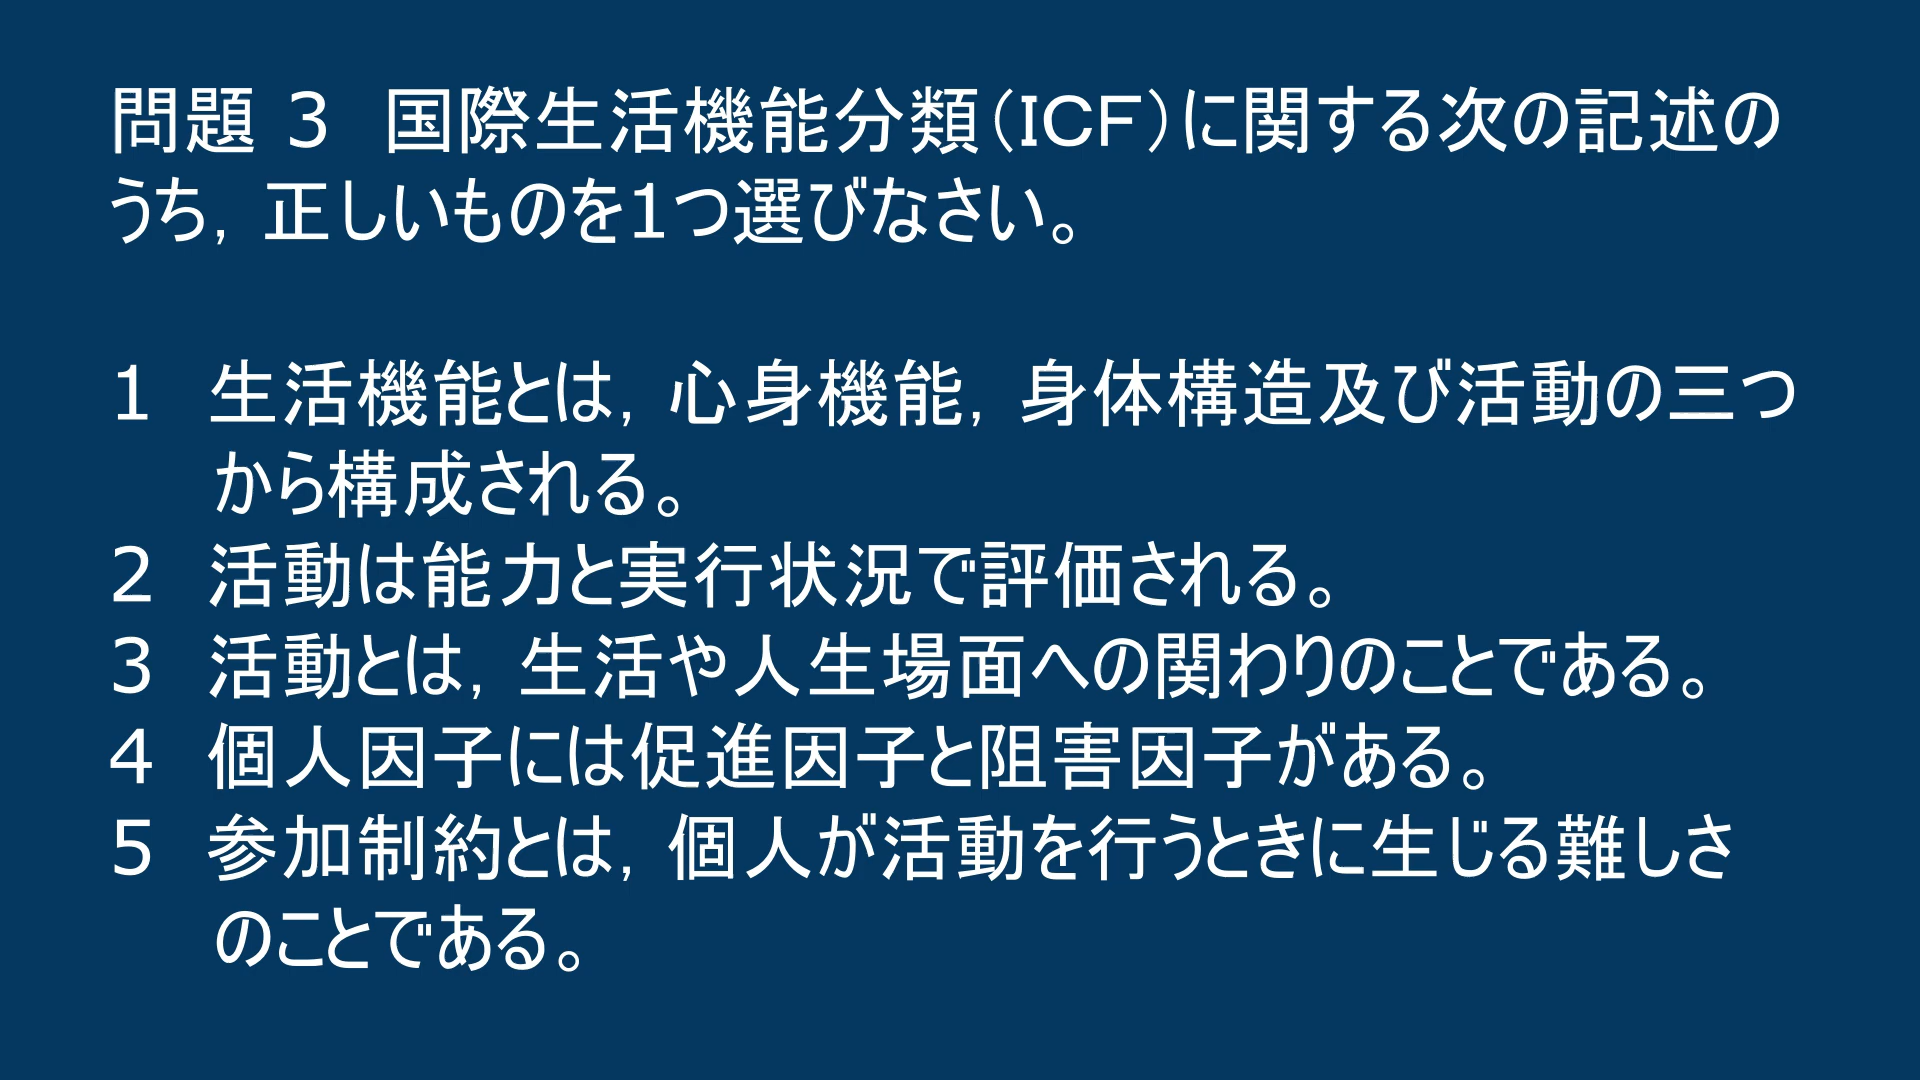 問題 3　国際生活機能分類（ICF）に関する次の記述の
うち，正しいものを1つ選びなさい。
1　生活機能とは，心身機能，身体構造及び活動の三つ
から構成される。
2　活動は能力と実行状況で評価される。
3　活動とは，生活や人生場面への関わりのことである。
4　個人因子には促進因子と阻害因子がある。
5　参加制約とは，個人が活動を行うときに生じる難しさ
のことである。